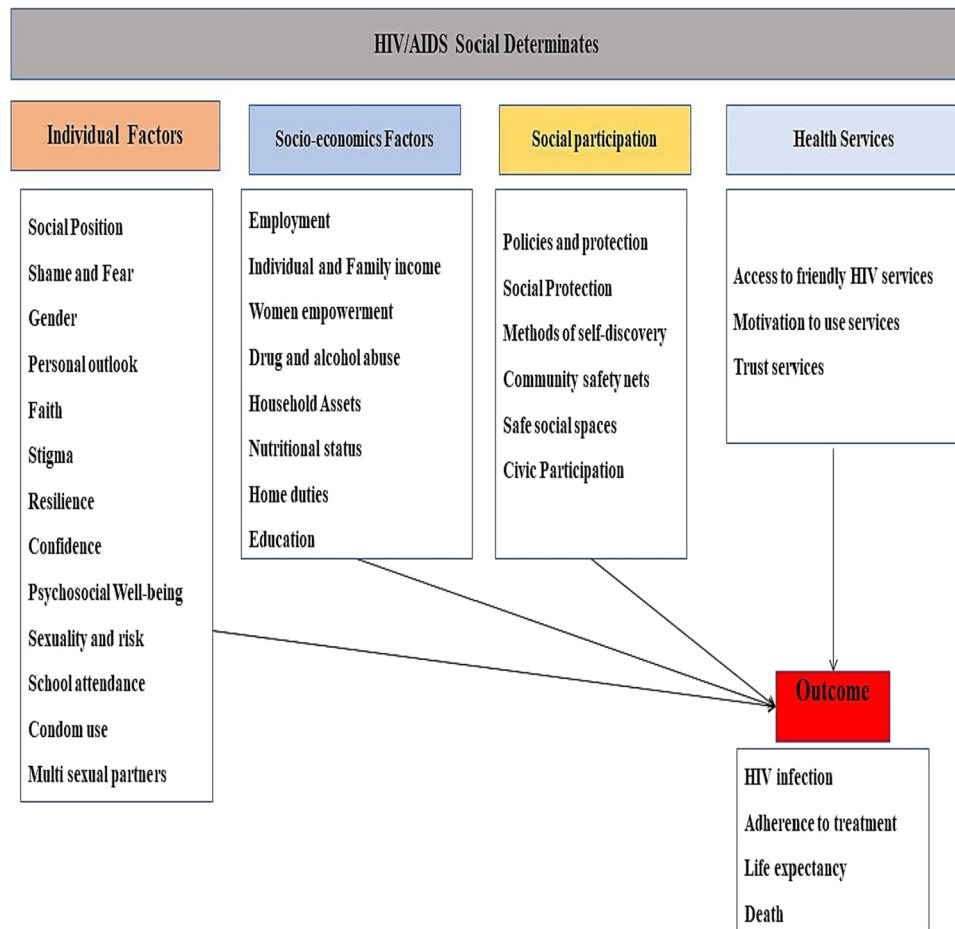 HIV/AIDS Social Determinates
Individual Factors
Social Position
Shame and Fear
Gender
Personal outlook
Faith
Stigma
Resilience
Confidence
Psychosocial Well-being
Sexuality and risk
School attendance
Condom use
Multi sexual partners
Socio-economics Factors
Employment
Individual and Family income
Women empowerment
Drug and alcohol abuse
Household Assets
Nutritional status
Home duties
Education
Social participation
Policies and protection
Social Protection
Methods of self-discovery
Community safety nets
Safe social spaces
Civic Participation
Health Services
Access to friendly HIV services
Motivation to use services
Trust services
Outcome
HIV infection
Adherence to treatment
Life expectancy
Death